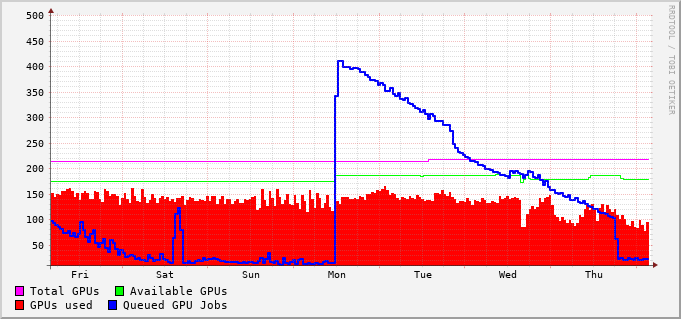 500
450
400
350
300
250
200
150
100
50
Fri Sat Sun Mon Tue Wed Thu
Total GPUs Available GPUs
GPUs used Queued GPU Jobs
RRDTOOL / TOBI OETIKER